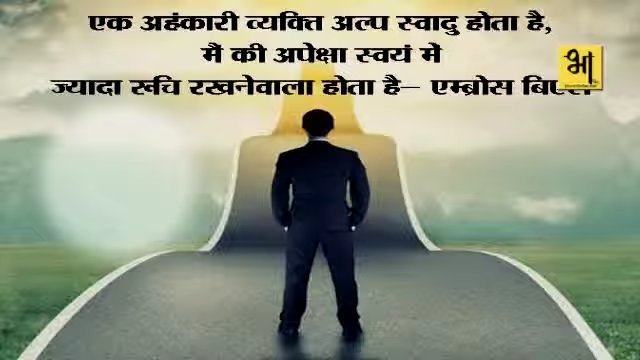 एक अहंकारी व्यक्ति अल्प स्वादु होता है,
मैं की अपेक्षा स्वयं में
ज्यादा रूचि रखनेवाला होता है– एम्ब्रोस
भा